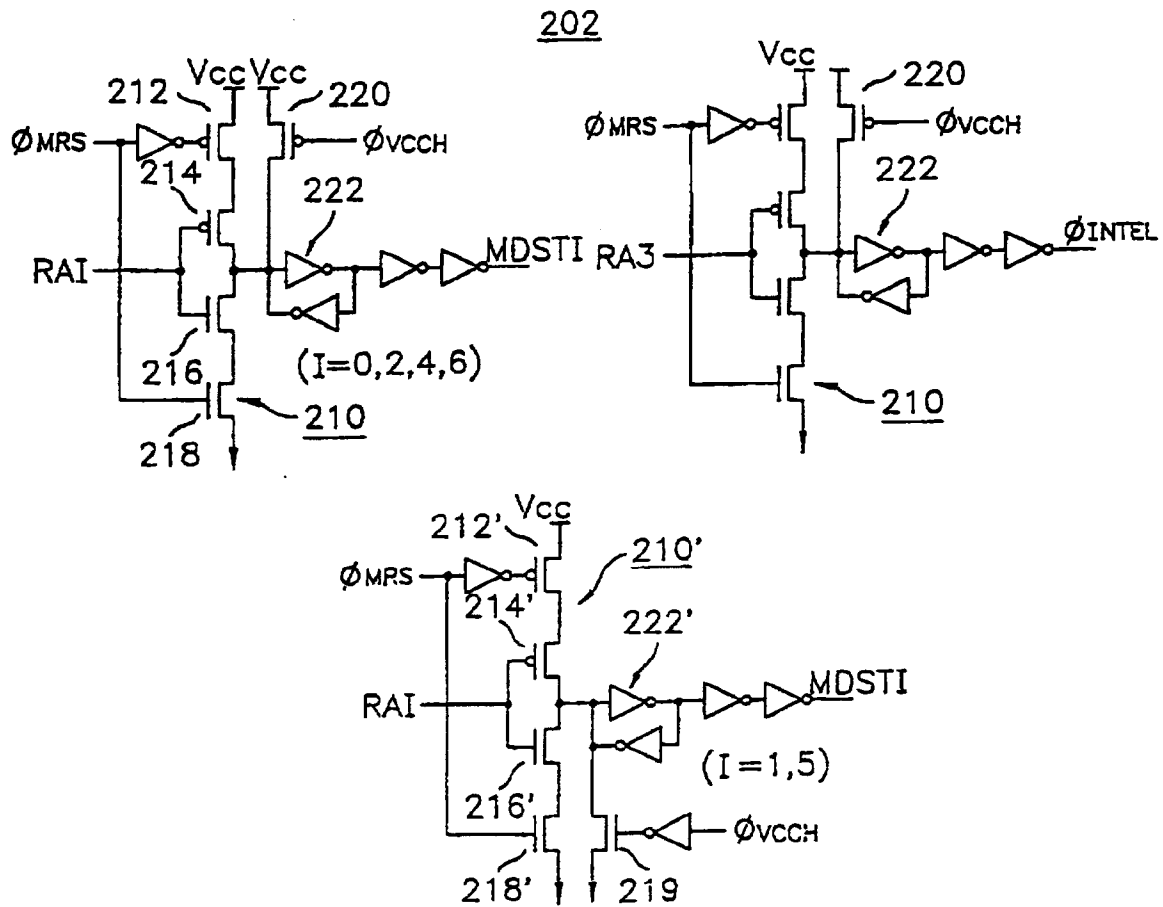 202
Vcc Vcc
212
220
ØMRS
ØVCCH
214
222
RAI
MDSTI
216
(I=0,2,4,6)
218
210
Vcc
220
ØMRS
ØVCCH
222
RA3
ØINTEL
210
Vcc
212'
210'
ØMRS
214'
222'
RAI
MDSTI
216'
(I=1,5)
ØVCCH
218'
219